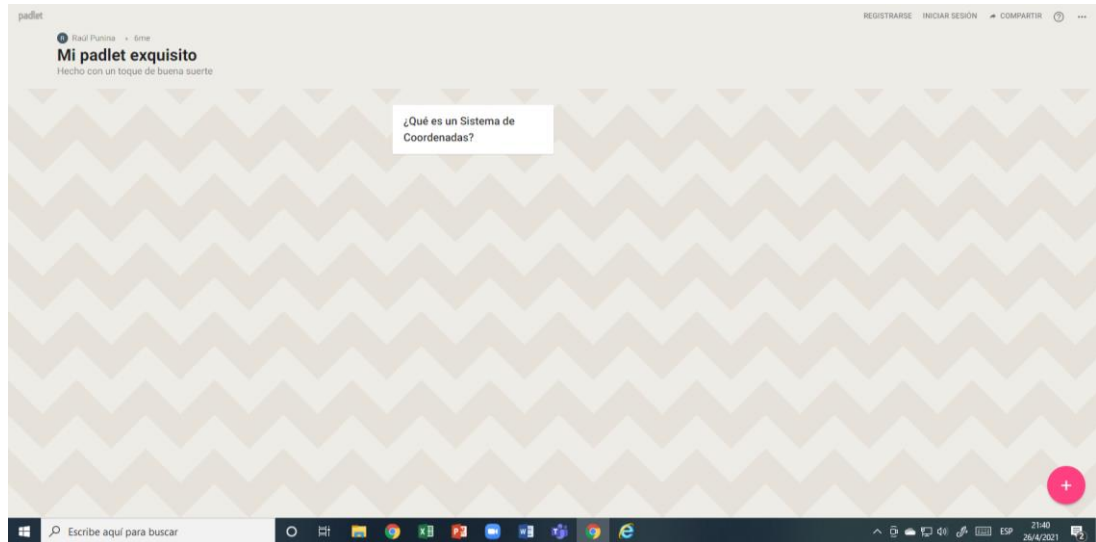 padlet
REGISTRARSE INICIAR SESIÓN COMPARTIR
Raúl Punina • 6me
Mi padlet exquisito
Hecho con un toque de buena suerte
¿Qué es un Sistema de
Coordenadas?
Escribe aquí para buscar
ESP
21:40
26/4/2021